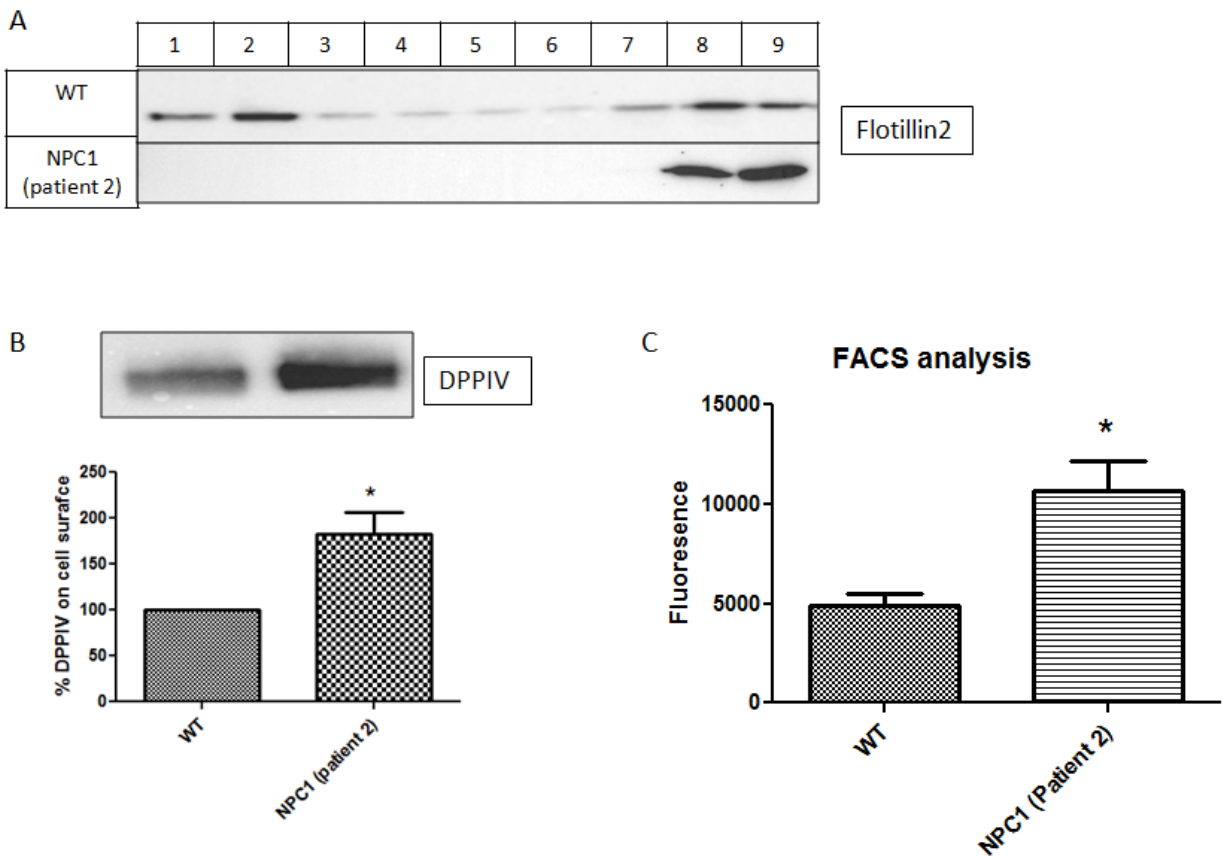 A
1 2 3 4 5 6 7 8 9
WT
Flotillin2
NPC1
(patient 2)
B
DPPIV
% DPPIV on cell surafce
250
200
150
100
50
0
*
WT
NPC1 (patient 2)
C
FACS analysis
Fluoresence
15000
10000
5000
0
*
WT
NPC1 (Patient 2)